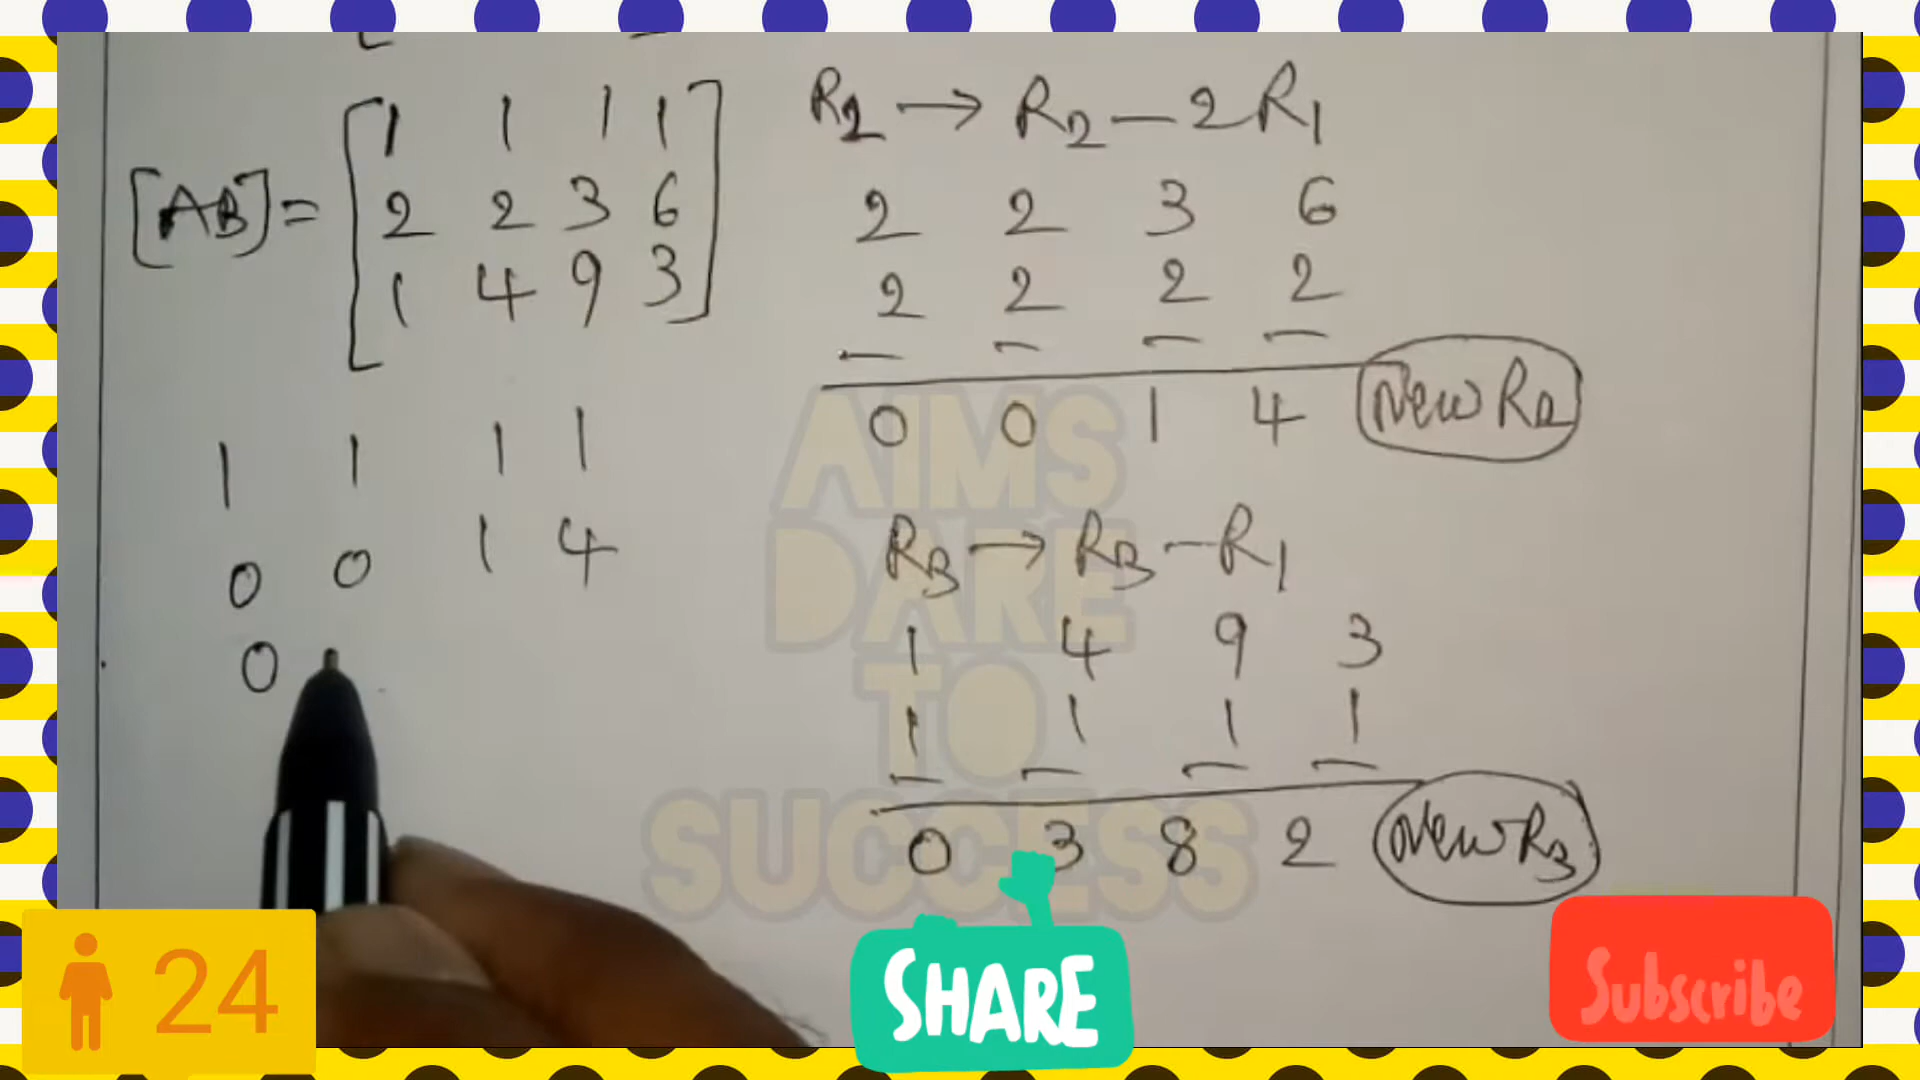 [AB] = [1 1 1 1
2 2 3 6
1 4 9 3]
1 1 1 1
0 0 1 4
0
R2 → R2 - 2R1
2 2 3 6
2 2 2 2
- - - -
0 0 1 4 New R2
R3 → R3 - R1
1 4 9 3
1 1 1 1
- - - -
0 3 8 2 New R3
AIMS
DARE
TO
SUCCESS
24
SHARE
Subscribe